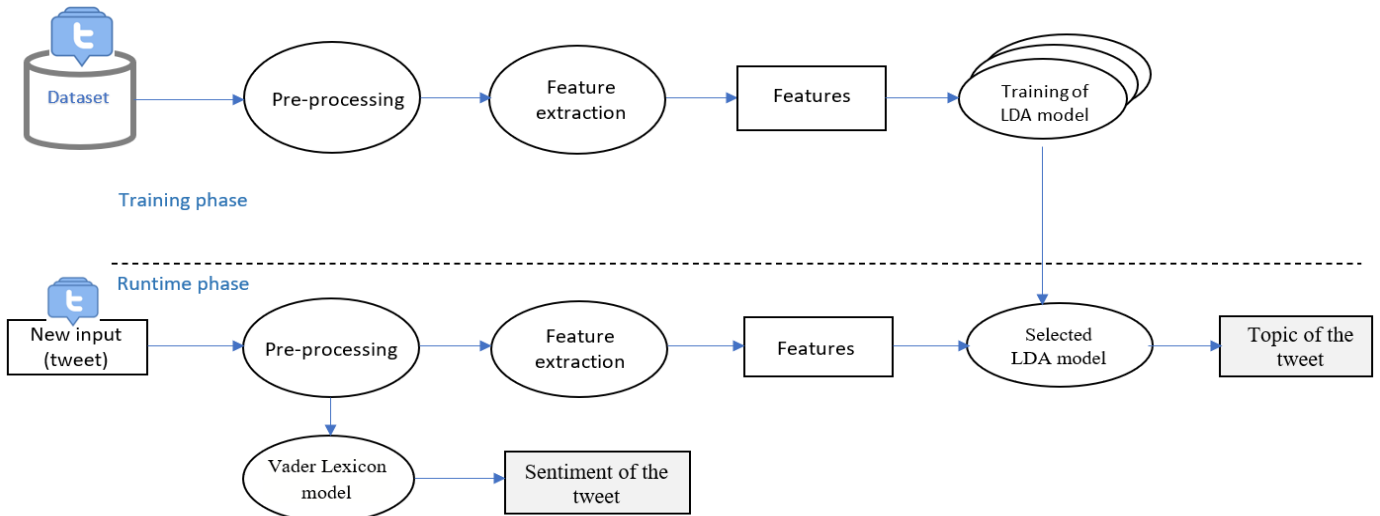 Dataset
Pre-processing
Feature
extraction
Features
Training of
LDA model
Training phase
Runtime phase
New input
(tweet)
Pre-processing
Feature
extraction
Features
Selected
LDA model
Topic of the
tweet
Vader Lexicon
model
Sentiment of the
tweet